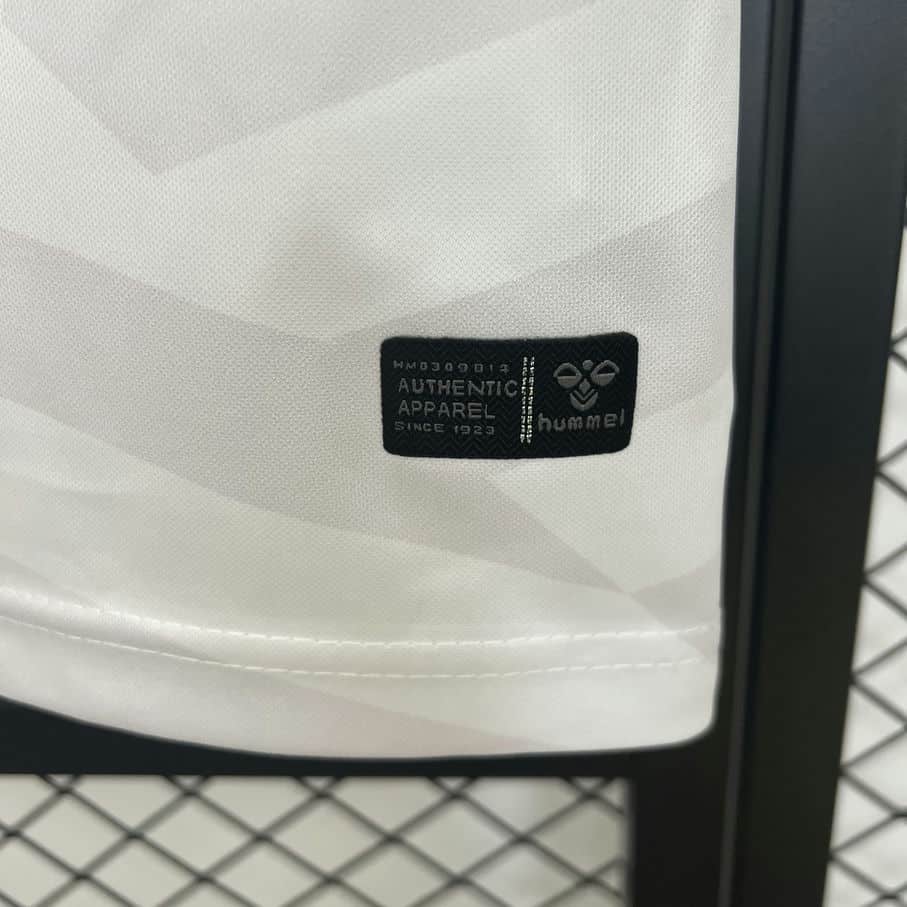 HM0309014
AUTHENTIC
APPAREL
SINCE 1923
hummel